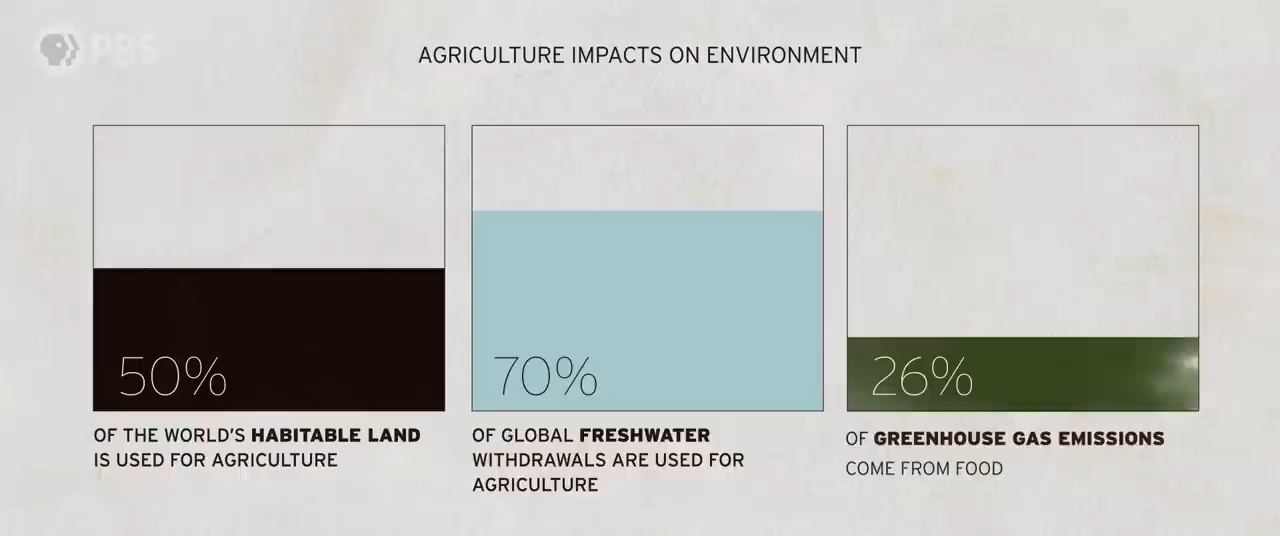 PBS
AGRICULTURE IMPACTS ON ENVIRONMENT
50%
OF THE WORLD'S HABITABLE LAND
IS USED FOR AGRICULTURE
70%
OF GLOBAL FRESHWATER
WITHDRAWALS ARE USED FOR
AGRICULTURE
26%
OF GREENHOUSE GAS EMISSIONS
COME FROM FOOD